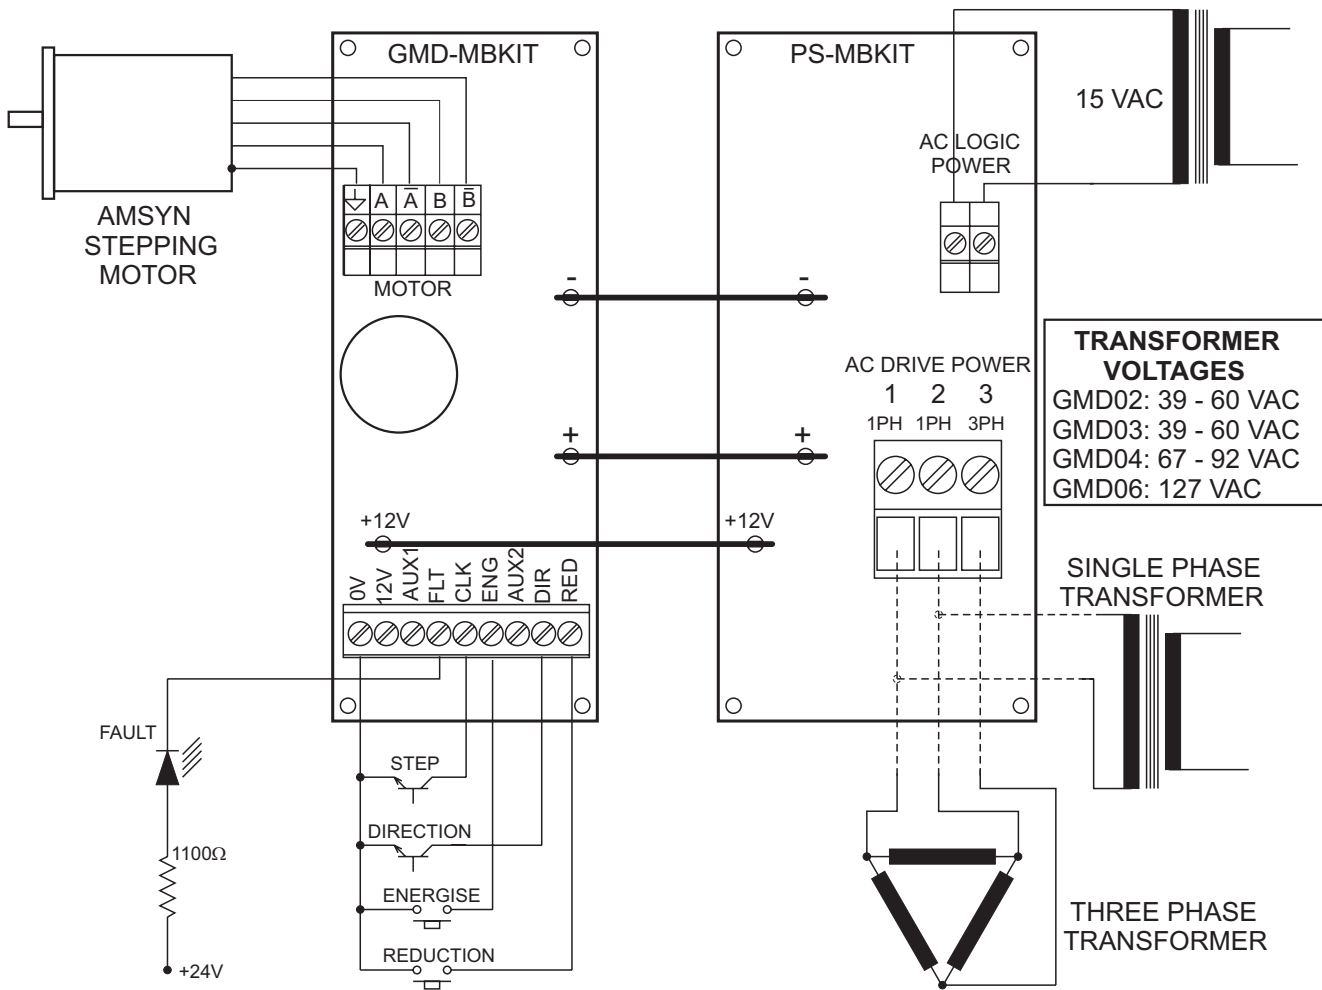 GMD-MBKIT
PS-MBKIT
15 VAC
AC LOGIC
POWER
A A̅ B B̅
MOTOR
AMSYN
STEPPING
MOTOR
- -
TRANSFORMER
VOLTAGES
GMD02: 39 - 60 VAC
GMD03: 39 - 60 VAC
GMD04: 67 - 92 VAC
GMD06: 127 VAC
AC DRIVE POWER
1 2 3
1PH 1PH 3PH
+ +
+12V +12V
0V 12V AUX1 FLT CLK ENG AUX2 DIR RED
SINGLE PHASE
TRANSFORMER
FAULT
STEP
DIRECTION
1100Ω
ENERGISE
REDUCTION
+24V
THREE PHASE
TRANSFORMER